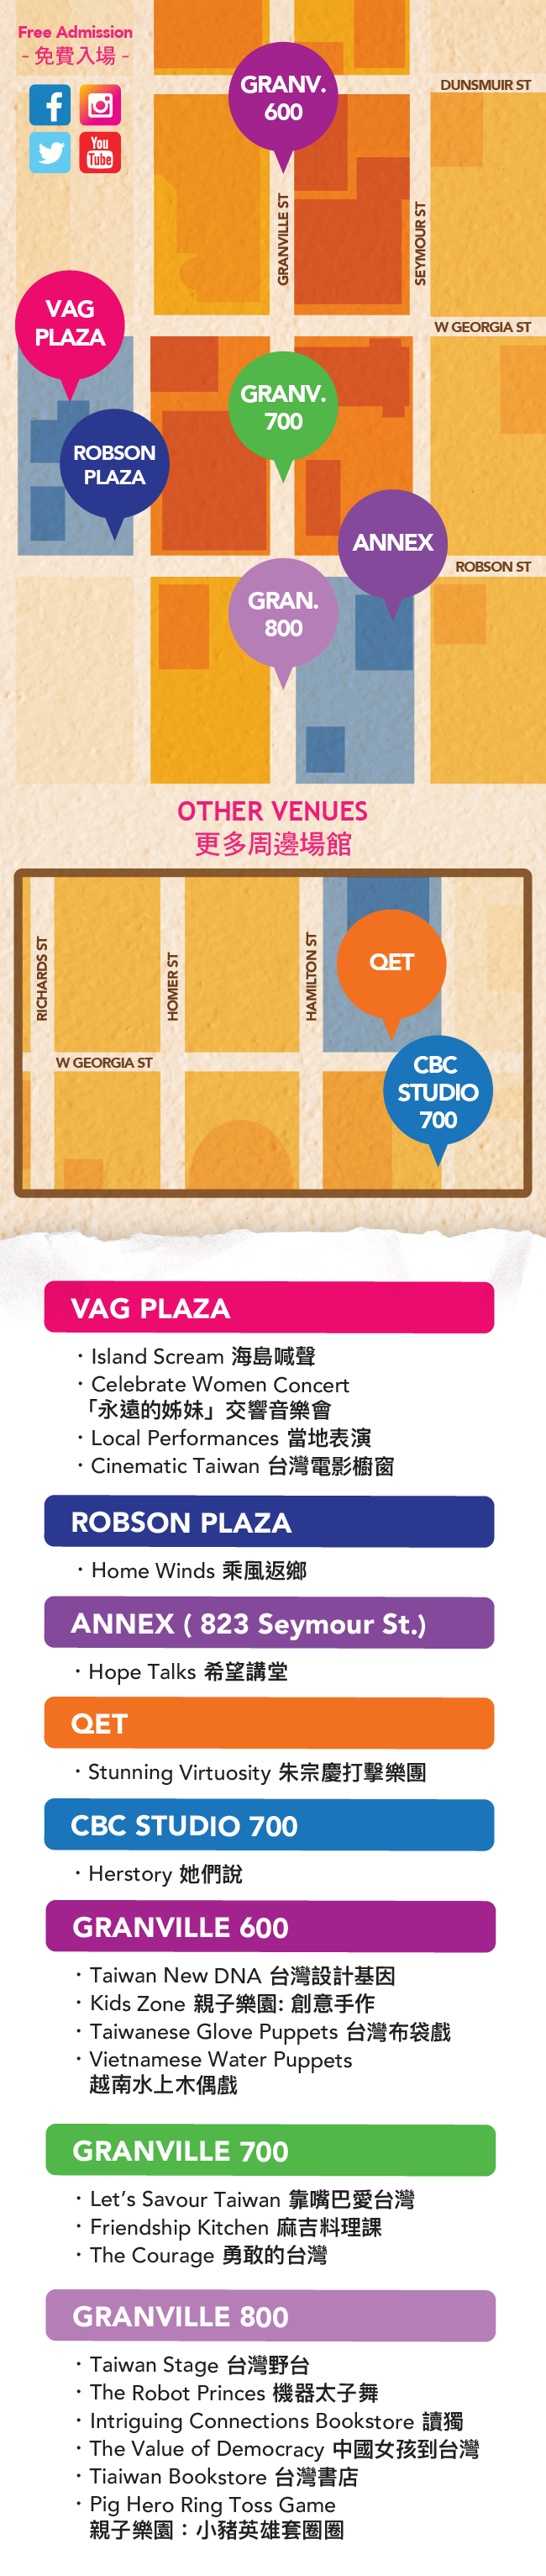 Free Admission
- 免費入場 -
You
Tube
GRANV.
600
DUNSMUIR ST
GRANVILLE ST
SEYMOUR ST
VAG
PLAZA
W GEORGIA ST
GRANV.
700
ROBSON
PLAZA
ANNEX
ROBSON ST
GRAN.
800
OTHER VENUES
更多周邊場館
RICHARDS ST
HOMER ST
HAMILTON ST
QET
W GEORGIA ST
CBC
STUDIO
700
VAG PLAZA
· Island Scream 海島喊聲
· Celebrate Women Concert
「永遠的姊妹」交響音樂會
· Local Performances 當地表演
· Cinematic Taiwan 台灣電影櫥窗
ROBSON PLAZA
· Home Winds 乘風返鄉
ANNEX ( 823 Seymour St.)
· Hope Talks 希望講堂
QET
· Stunning Virtuosity 朱宗慶打擊樂團
CBC STUDIO 700
· Herstory 她們說
GRANVILLE 600
· Taiwan New DNA 台灣設計基因
· Kids Zone 親子樂園: 創意手作
· Taiwanese Glove Puppets 台灣布袋戲
· Vietnamese Water Puppets
越南水上木偶戲
GRANVILLE 700
· Let's Savour Taiwan 靠嘴巴愛台灣
· Friendship Kitchen 麻吉料理課
· The Courage 勇敢的台灣
GRANVILLE 800
· Taiwan Stage 台灣野台
· The Robot Princes 機器太子舞
· Intriguing Connections Bookstore 讀獨
· The Value of Democracy 中國女孩到台灣
· Tiaiwan Bookstore 台灣書店
· Pig Hero Ring Toss Game
親子樂園：小豬英雄套圈圈